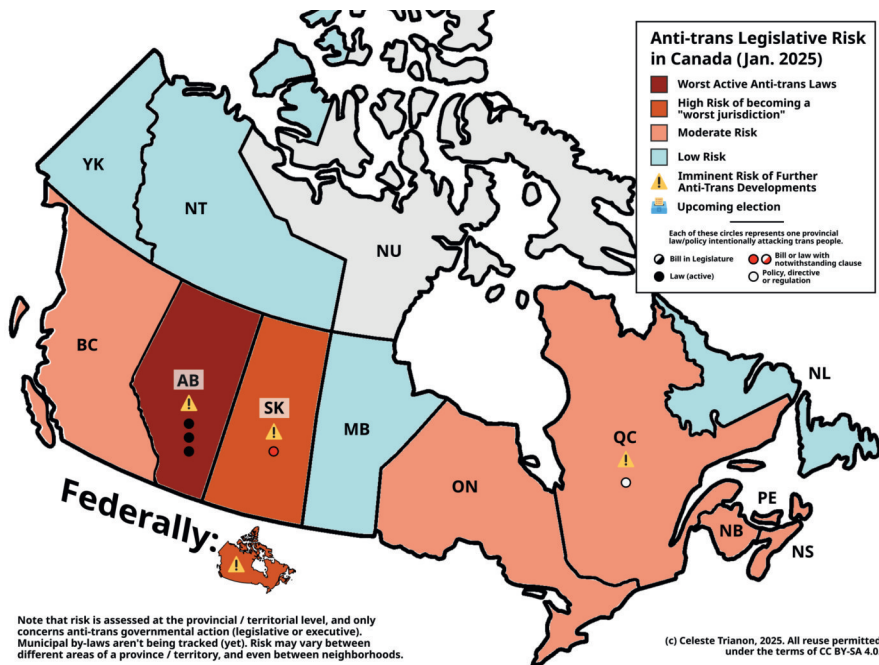 Anti-trans Legislative Risk
in Canada (Jan. 2025)
Worst Active Anti-trans Laws
High Risk of becoming a
"worst jurisdiction"
Moderate Risk
Low Risk
Imminent Risk of Further
Anti-Trans Developments
Upcoming election
Each of these circles represents one provincial
law/policy intentionally attacking trans people.
Bill in Legislature
Bill or law with
notwithstanding clause
Law (active)
Policy, directive
or regulation
YK
NT
NU
BC
AB
SK
MB
ON
QC
NL
PE
NB
NS
Federally:
Note that risk is assessed at the provincial / territorial level, and only
concerns anti-trans governmental action (legislative or executive).
Municipal by-laws aren't being tracked (yet). Risk may vary between
different areas of a province / territory, and even between neighborhoods.
(c) Celeste Trianon, 2025. All reuse permitted
under the terms of CC BY-SA 4.0